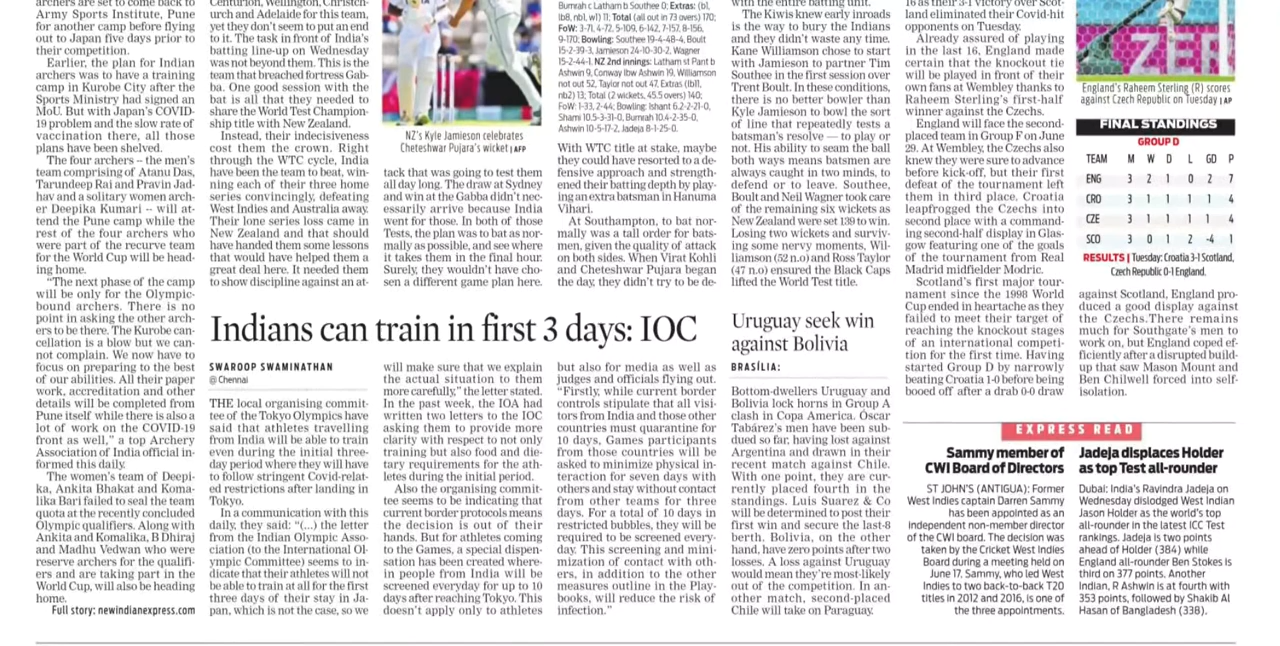 archers are set to come back to
Army Sports Institute, Pune
for another camp before flying
out to Japan five days prior to
their competition.
Earlier, the plan for Indian
archers was to have a training
camp in Kurobe City after the
Sports Ministry had signed an
MoU. But with Japan's COVID-
19 problem and the slow rate of
vaccination there, all those
plans have been shelved.
The four archers – the men's
team comprising of Atanu Das,
Tarundeep Rai and Pravin Jad-
hav and a solitary women arch-
er Deepika Kumari – will at-
tend the Pune camp while the
rest of the four archers who
were part of the recurve team
for the World Cup will be head-
ing home.
"The next phase of the camp
will be only for the Olympic-
bound archers. There is no
point in asking the other arch-
ers to be there. The Kurobe can-
cellation is a blow but we can-
not complain. We now have to
focus on preparing to the best
of our abilities. All their paper
work, accreditation and other
details will be completed from
Pune itself while there is also a
lot of work on the COVID-19
front as well," a top Archery
Association of India official in-
formed this daily.
The women's team of Deepi-
ka, Ankita Bhakat and Koma-
lika Bari failed to seal the team
quota at the recently concluded
Olympic qualifiers. Along with
Ankita and Komalika, B Dhiraj
and Madhu Vedwan who were
reserve archers for the qualifi-
ers and are taking part in the
World Cup, will also be heading
home.
Full story: newindianexpress.com
Centurion, Wellington, Christch-
urch and Adelaide for this team,
yet they don't seem to put an end
to it. The task in front of India's
batting line-up on Wednesday
was not beyond them. This is the
team that breached fortress Gab-
ba. One good session with the
bat is all that they needed to
share the World Test Champion-
ship title with New Zealand.
Instead, their indecisiveness
cost them the crown. Right
through the WTC cycle, India
have been the team to beat, win-
ning each of their three home
series convincingly, defeating
West Indies and Australia away.
Their lone series loss came in
New Zealand and that should
have handed them some lessons
that would have helped them a
great deal here. It needed them
to show discipline against an at-
NZ's Kyle Jamieson celebrates
Cheteshwar Pujara's wicket | AFP
tack that was going to test them
all day long. The draw at Sydney
and win at the Gabba didn't nec-
essarily arrive because India
went for those. In both of those
Tests, the plan was to bat as nor-
mally as possible, and see where
it takes them in the final hour.
Surely, they wouldn't have cho-
sen a different game plan here.
Bumrah c Latham b Southee 0; Extras: (b1,
lb8, nb1, w1) 11; Total (all out in 73 overs) 170;
FoW: 3-71, 4-72, 5-109, 6-142, 7-157, 8-156,
9-170; Bowling: Southee 19-4-48-4, Boult
15-2-39-3, Jamieson 24-10-30-2, Wagner
15-2-44-1. NZ 2nd innings: Latham st Pant b
Ashwin 9, Conway lbw Ashwin 19, Williamson
not out 52, Taylor not out 47, Extras (lb11,
nb2) 13; Total (2 wickets, 45.5 overs) 140;
FoW: 1-33, 2-44; Bowling: Ishant 6.2-2-21-0,
Shami 10.5-3-31-0, Bumrah 10.4-2-35-0,
Ashwin 10-5-17-2, Jadeja 8-1-25-0.
With WTC title at stake, maybe
they could have resorted to a de-
fensive approach and strength-
ened their batting depth by play-
ing an extra batsman in Hanuma
Vihari.
At Southampton, to bat nor-
mally was a tall order for bats-
men, given the quality of attack
on both sides. When Virat Kohli
and Cheteshwar Pujara began
the day, they didn't try to be de-
with the entire batting unit.
The Kiwis knew early inroads
is the way to bury the Indians
and they didn't waste any time.
Kane Williamson chose to start
with Jamieson to partner Tim
Southee in the first session over
Trent Boult. In these conditions,
there is no better bowler than
Kyle Jamieson to bowl the sort
of line that repeatedly tests a
batsman's resolve — to play or
not. His ability to seam the ball
both ways means batsmen are
always caught in two minds, to
defend or to leave. Southee,
Boult and Neil Wagner took care
of the remaining six wickets as
New Zealand were set 139 to win.
Losing two wickets and surviv-
ing some nervy moments, Wil-
liamson (52 n.o) and Ross Taylor
(47 n.o) ensured the Black Caps
lifted the World Test title.
Indians can train in first 3 days: IOC
SWAROOP SWAMINATHAN
@ Chennai
THE local organising commit-
tee of the Tokyo Olympics have
said that athletes travelling
from India will be able to train
even during the initial three-
day period where they will have
to follow stringent Covid-relat-
ed restrictions after landing in
Tokyo.
In a communication with this
daily, they said: "(...) the letter
from the Indian Olympic Asso-
ciation (to the International Ol-
ympic Committee) seems to in-
dicate that their athletes will not
be able to train at all for the first
three days of their stay in Ja-
pan, which is not the case, so we
will make sure that we explain
the actual situation to them
more carefully," the letter stated.
In the past week, the IOA had
written two letters to the IOC
asking them to provide more
clarity with respect to not only
training but also food and die-
tary requirements for the ath-
letes during the initial period.
Also the organising commit-
tee seems to be indicating that
current border protocols means
the decision is out of their
hands. But for athletes coming
to the Games, a special dispen-
sation has been created where-
in people from India will be
screened everyday for up to 10
days after reaching Tokyo. This
doesn't apply only to athletes
but also for media as well as
judges and officials flying out.
"Firstly, while current border
controls stipulate that all visi-
tors from India and those other
countries must quarantine for
10 days, Games participants
from those countries will be
asked to minimize physical in-
teraction for seven days with
others and stay without contact
from other teams for three
days. For a total of 10 days in
restricted bubbles, they will be
required to be screened every-
day. This screening and mini-
mization of contact with oth-
ers, in addition to the other
measures outline in the Play-
books, will reduce the risk of
infection."
Uruguay seek win
against Bolivia
BRASÍLIA:
Bottom-dwellers Uruguay and
Bolivia lock horns in Group A
clash in Copa America. Óscar
Tabárez's men have been sub-
dued so far, having lost against
Argentina and drawn in their
recent match against Chile.
With one point, they are cur-
rently placed fourth in the
standings. Luis Suarez & Co
will be determined to post their
first win and secure the last-8
berth. Bolivia, on the other
hand, have zero points after two
losses. A loss against Uruguay
would mean they're most-likely
out of the competition. In an-
other match, second-placed
Chile will take on Paraguay.
16 as their 3-1 victory over Scot-
land eliminated their Covid-hit
opponents on Tuesday.
Already assured of playing
in the last 16, England made
certain that the knockout tie
will be played in front of their
own fans at Wembley thanks to
Raheem Sterling's first-half
winner against the Czechs.
England will face the second-
placed team in Group F on June
29. At Wembley, the Czechs also
knew they were sure to advance
before kick-off, but their first
defeat of the tournament left
them in third place. Croatia
leapfrogged the Czechs into
second place with a command-
ing second-half display in Glas-
gow featuring one of the goals
of the tournament from Real
Madrid midfielder Modric.
Scotland's first major tour-
nament since the 1998 World
Cup ended in heartache as they
failed to meet their target of
reaching the knockout stages
of an international competi-
tion for the first time. Having
started Group D by narrowly
beating Croatia 1-0 before being
booed off after a drab 0-0 draw
England's Raheem Sterling (R) scores
against Czech Republic on Tuesday | AP
FINAL STANDINGS
GROUP D
TEAM M W D L GD P
ENG 3 2 1 0 2 7
CRO 3 1 1 1 1 4
CZE 3 1 1 1 1 4
SCO 3 0 1 2 -4 1
RESULTS | Tuesday: Croatia 3-1 Scotland,
Czech Republic 0-1 England.
against Scotland, England pro-
duced a good display against
the Czechs.There remains
much for Southgate's men to
work on, but England coped ef-
ficiently after a disrupted build-
up that saw Mason Mount and
Ben Chilwell forced into self-
isolation.
EXPRESS READ
Sammy member of
CWI Board of Directors
ST JOHN'S (ANTIGUA): Former
West Indies captain Darren Sammy
has been appointed as an
independent non-member director
of the CWI board. The decision was
taken by the Cricket West Indies
Board during a meeting held on
June 17. Sammy, who led West
Indies to two back-to-back T20
titles in 2012 and 2016, is one of
the three appointments.
Jadeja displaces Holder
as top Test all-rounder
Dubai: India's Ravindra Jadeja on
Wednesday dislodged West Indian
Jason Holder as the world's top
all-rounder in the latest ICC Test
rankings. Jadeja is two points
ahead of Holder (384) while
England all-rounder Ben Stokes is
third on 377 points. Another
Indian, R Ashwin is at fourth with
353 points, followed by Shakib Al
Hasan of Bangladesh (338).